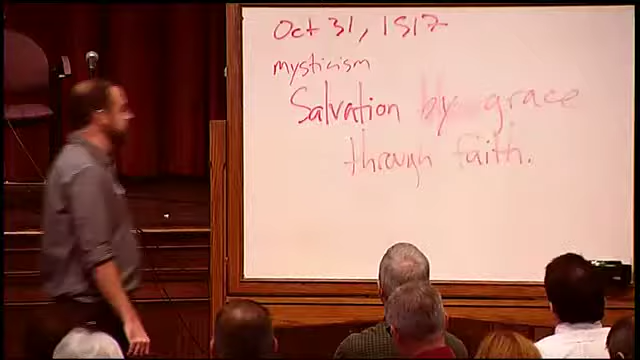 Oct 31, 1517
mysticism
Salvation by grace
through faith.